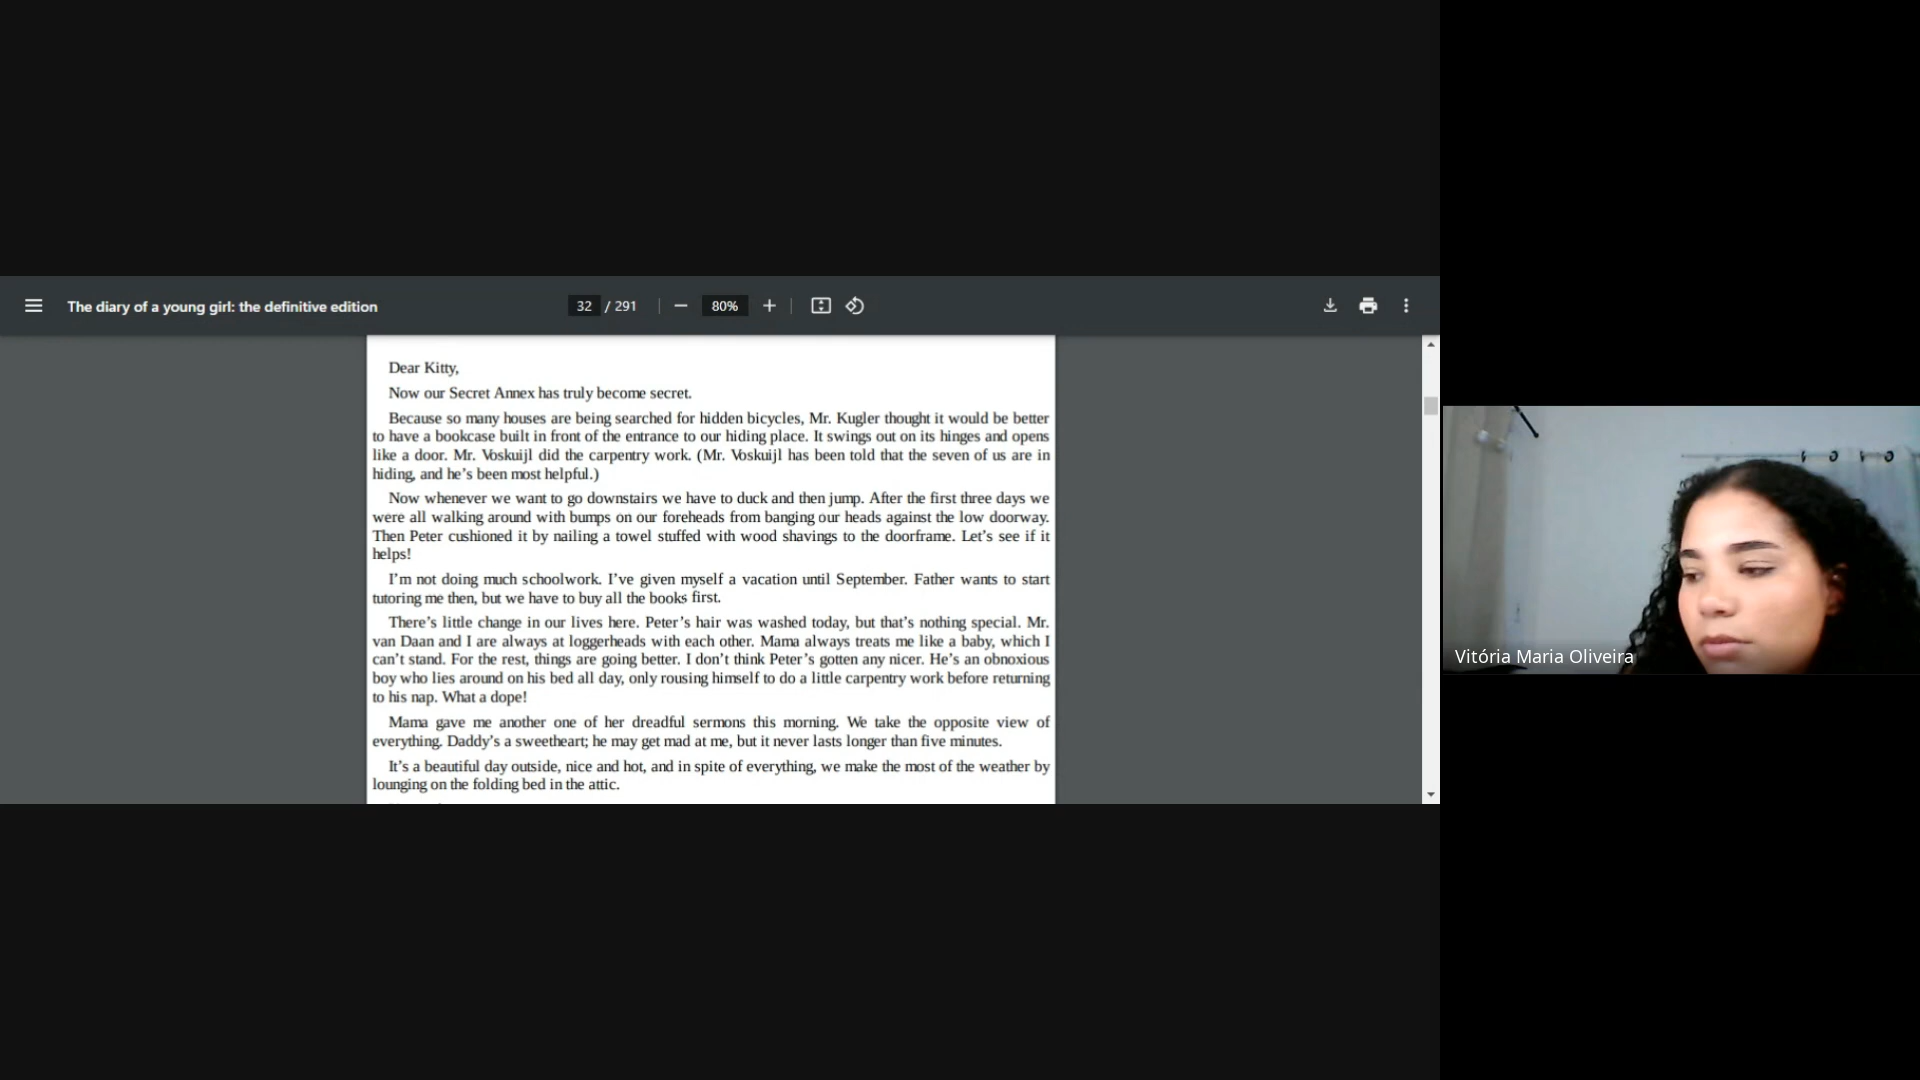 The diary of a young girl: the definitive edition
32 / 291
80%
Dear Kitty,
Now our Secret Annex has truly become secret.
Because so many houses are being searched for hidden bicycles, Mr. Kugler thought it would be better
to have a bookcase built in front of the entrance to our hiding place. It swings out on its hinges and opens
like a door. Mr. Voskuijl did the carpentry work. (Mr. Voskuijl has been told that the seven of us are in
hiding, and he’s been most helpful.)
Now whenever we want to go downstairs we have to duck and then jump. After the first three days we
were all walking around with bumps on our foreheads from banging our heads against the low doorway.
Then Peter cushioned it by nailing a towel stuffed with wood shavings to the doorframe. Let’s see if it
helps!
I’m not doing much schoolwork. I’ve given myself a vacation until September. Father wants to start
tutoring me then, but we have to buy all the books first.
There’s little change in our lives here. Peter’s hair was washed today, but that’s nothing special. Mr.
van Daan and I are always at loggerheads with each other. Mama always treats me like a baby, which I
can’t stand. For the rest, things are going better. I don’t think Peter’s gotten any nicer. He’s an obnoxious
boy who lies around on his bed all day, only rousing himself to do a little carpentry work before returning
to his nap. What a dope!
Mama gave me another one of her dreadful sermons this morning. We take the opposite view of
everything. Daddy’s a sweetheart; he may get mad at me, but it never lasts longer than five minutes.
It’s a beautiful day outside, nice and hot, and in spite of everything, we make the most of the weather by
lounging on the folding bed in the attic.
Vitória Maria Oliveira